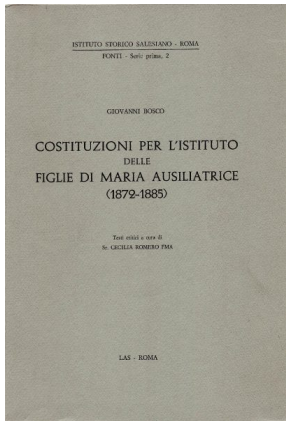 ISTITUTO STORICO SALESIANO - ROMA
FONTI - Serie prima, 2
GIOVANNI BOSCO
COSTITUZIONI PER L'ISTITUTO
DELLE
FIGLIE DI MARIA AUSILIATRICE
(1872-1885)
Testi critici a cura di
Sr. CECILIA ROMERO FMA
LAS - ROMA